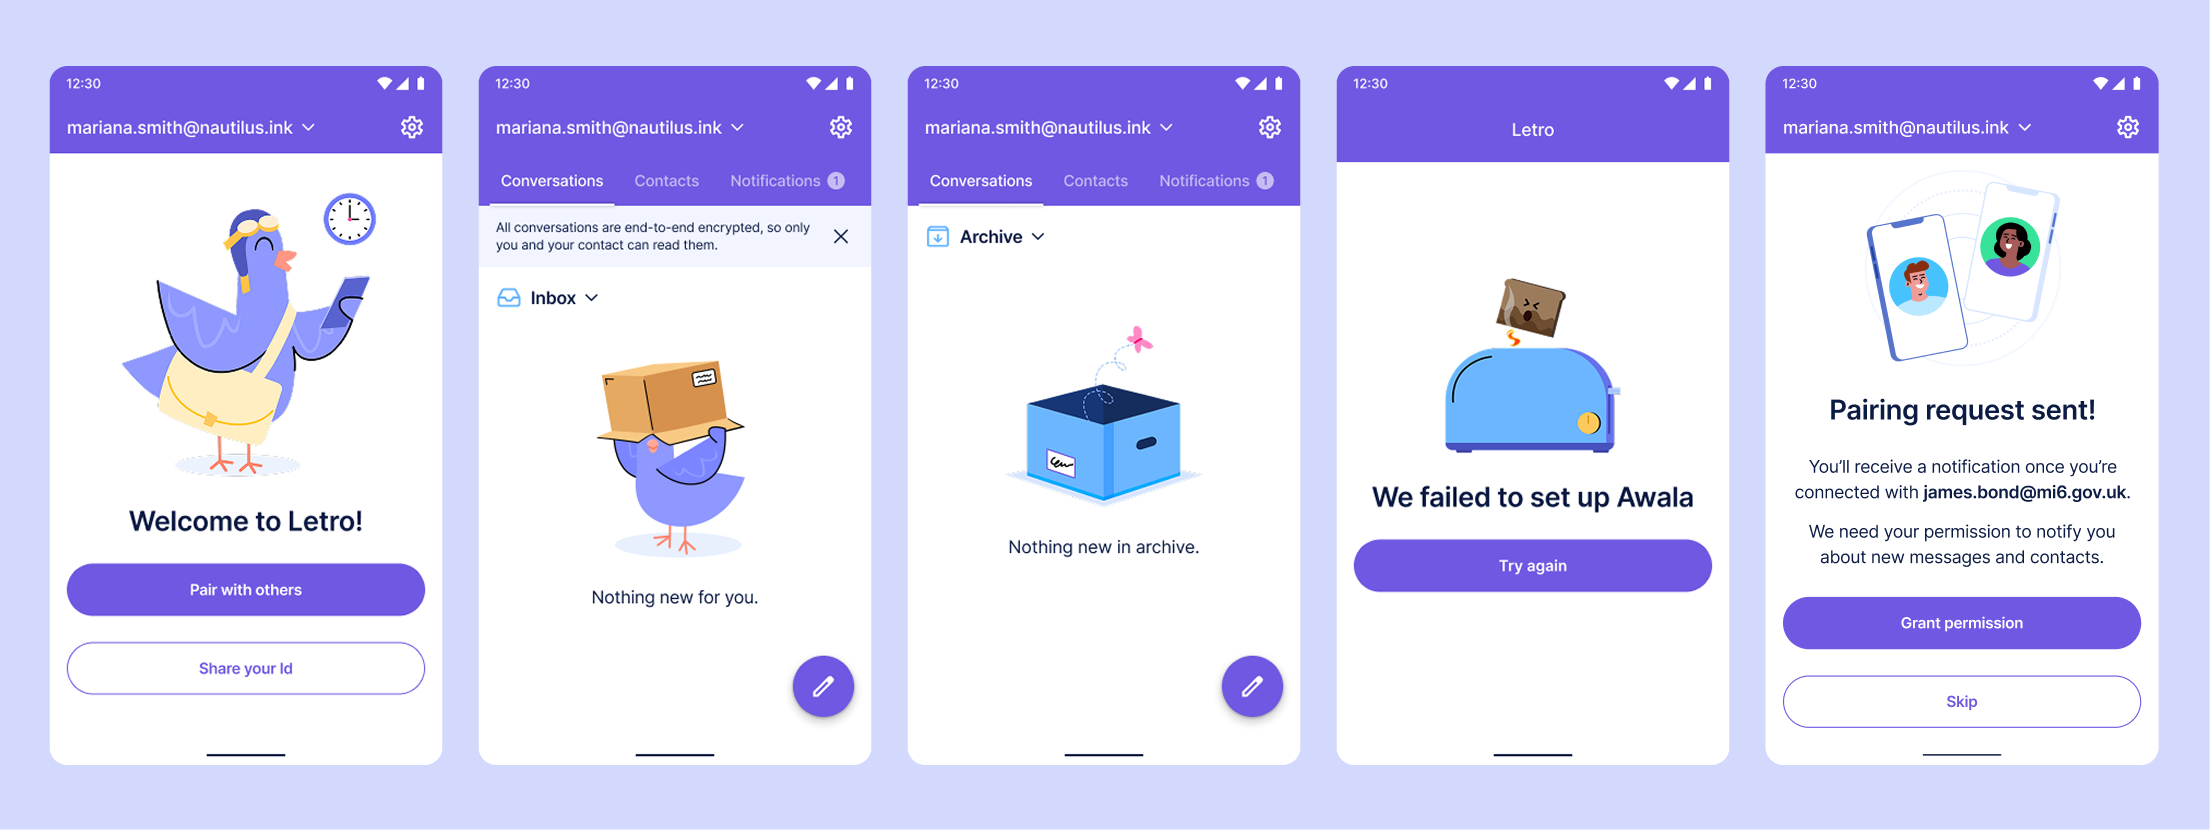 12:30
mariana.smith@nautilus.ink
Welcome to Letro!
Pair with others
Share your Id
12:30
mariana.smith@nautilus.ink
Conversations Contacts Notifications 1
All conversations are end-to-end encrypted, so only
you and your contact can read them.
Inbox
Nothing new for you.
12:30
mariana.smith@nautilus.ink
Conversations Contacts Notifications 1
Archive
Nothing new in archive.
12:30
Letro
We failed to set up Awala
Try again
12:30
mariana.smith@nautilus.ink
Pairing request sent!
You’ll receive a notification once you’re
connected with james.bond@mi6.gov.uk.
We need your permission to notify you
about new messages and contacts.
Grant permission
Skip